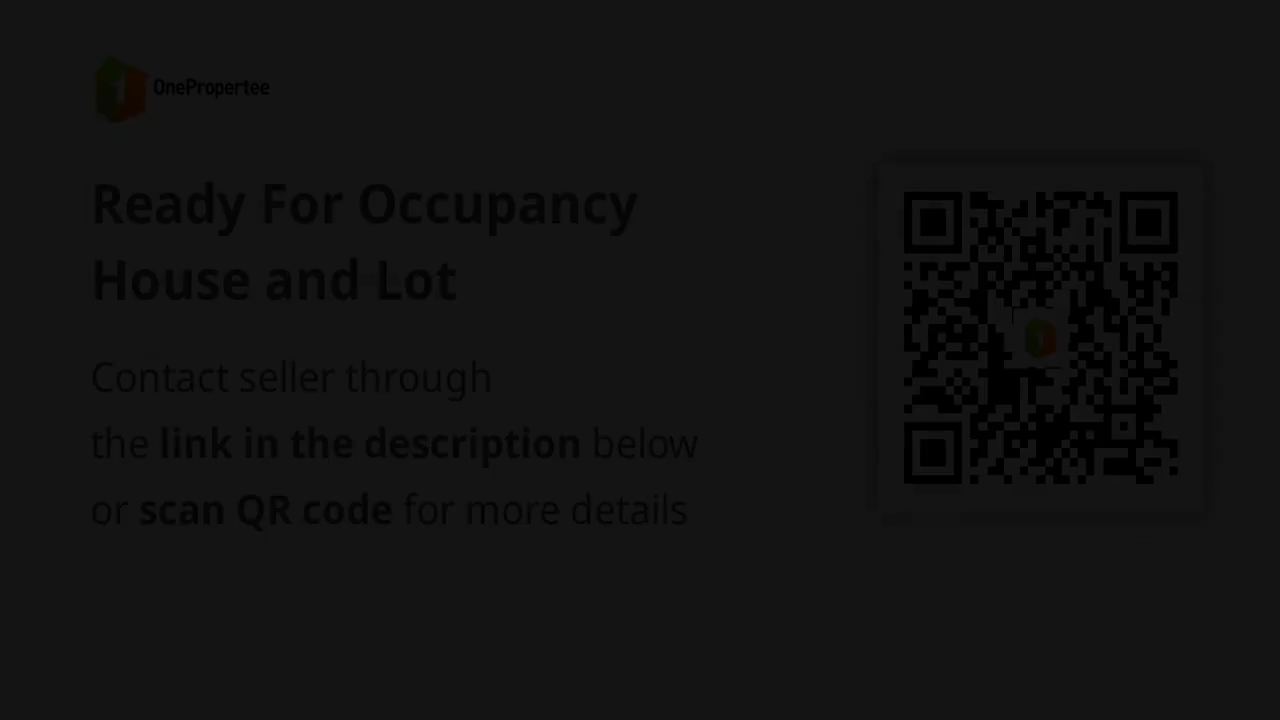 OnePropertee
Ready For Occupancy
House and Lot
Contact seller through
the link in the description below
or scan QR code for more details